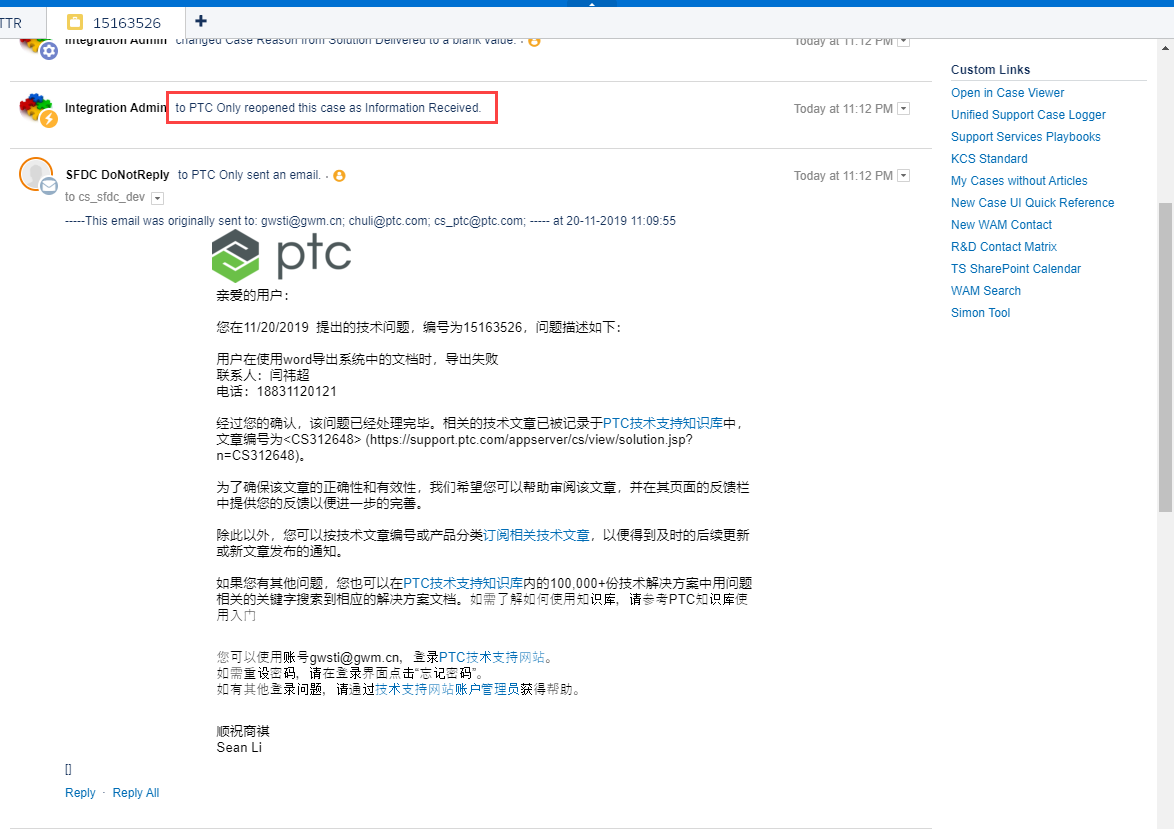 TTR
15163526
Integration Admin changed Case Reason from Solution Delivered to a blank value. ·
Today at 11:12 PM
Integration Admin to PTC Only reopened this case as Information Received.
Today at 11:12 PM
SFDC DoNotReply to PTC Only sent an email. ·
Today at 11:12 PM
to cs_sfdc_dev
-----This email was originally sent to: gwsti@gwm.cn; chuli@ptc.com; cs_ptc@ptc.com; ----- at 20-11-2019 11:09:55
ptc
亲爱的用户：
您在11/20/2019 提出的技术问题，编号为15163526，问题描述如下：
用户在使用word导出系统中的文档时，导出失败
联系人：闫祎超
电话：18831120121
经过您的确认，该问题已经处理完毕。相关的技术文章已被记录于PTC技术支持知识库中，
文章编号为<CS312648> (https://support.ptc.com/appserver/cs/view/solution.jsp?
n=CS312648)。
为了确保该文章的正确性和有效性，我们希望您可以帮助审阅该文章，并在其页面的反馈栏
中提供您的反馈以便进一步的完善。
除此以外，您可以按技术文章编号或产品分类订阅相关技术文章，以便得到及时的后续更新
或新文章发布的通知。
如果您有其他问题，您也可以在PTC技术支持知识库内的100,000+份技术解决方案中用问题
相关的关键字搜索到相应的解决方案文档。如需了解如何使用知识库，请参考PTC知识库使
用入门
您可以使用账号gwsti@gwm.cn，登录PTC技术支持网站。
如需重设密码，请在登录界面点击“忘记密码”。
如有其他登录问题，请通过技术支持网站账户管理员获得帮助。
顺祝商祺
Sean Li
[]
Reply · Reply All
Custom Links
Open in Case Viewer
Unified Support Case Logger
Support Services Playbooks
KCS Standard
My Cases without Articles
New Case UI Quick Reference
New WAM Contact
R&D Contact Matrix
TS SharePoint Calendar
WAM Search
Simon Tool